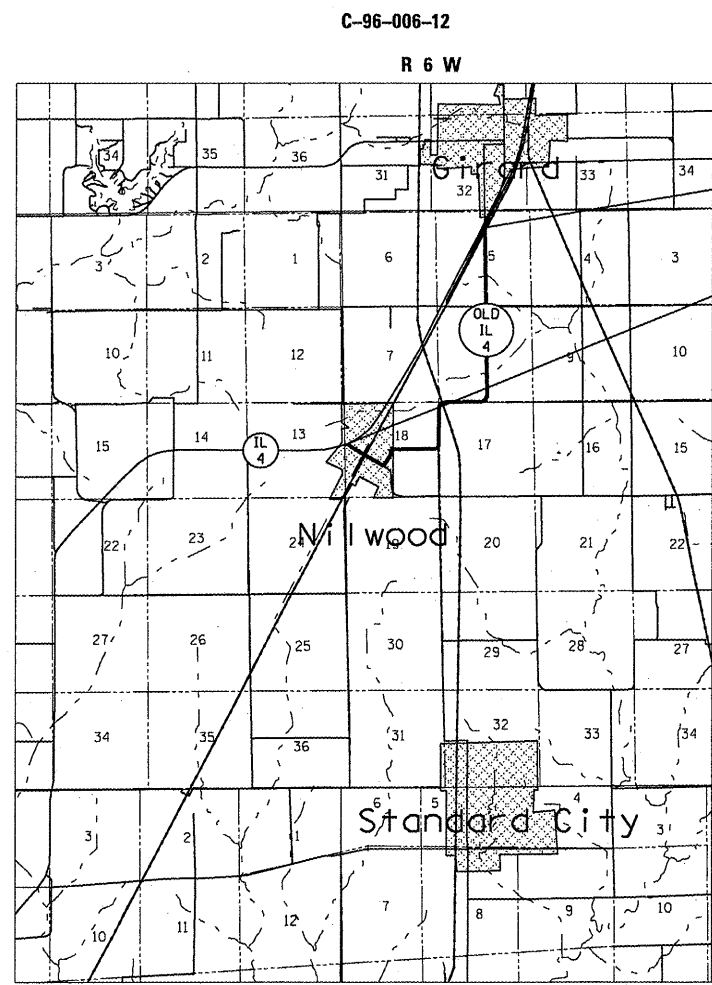 C-96-006-12
R 6 W
34 35 36 31 32 33 34
Girard
3 2 1 6 5 4 3
OLD
IL
4
10 11 12 7 9 10
15 14 IL 13 18 17 16 15
4
22 23 24 19 20 21 22
Nilwood
27 26 25 30 29 28 27
34 35 36 31 32 33 34
3 2 1 6 5 4 3
Standard City
10 11 12 7 8 9 10